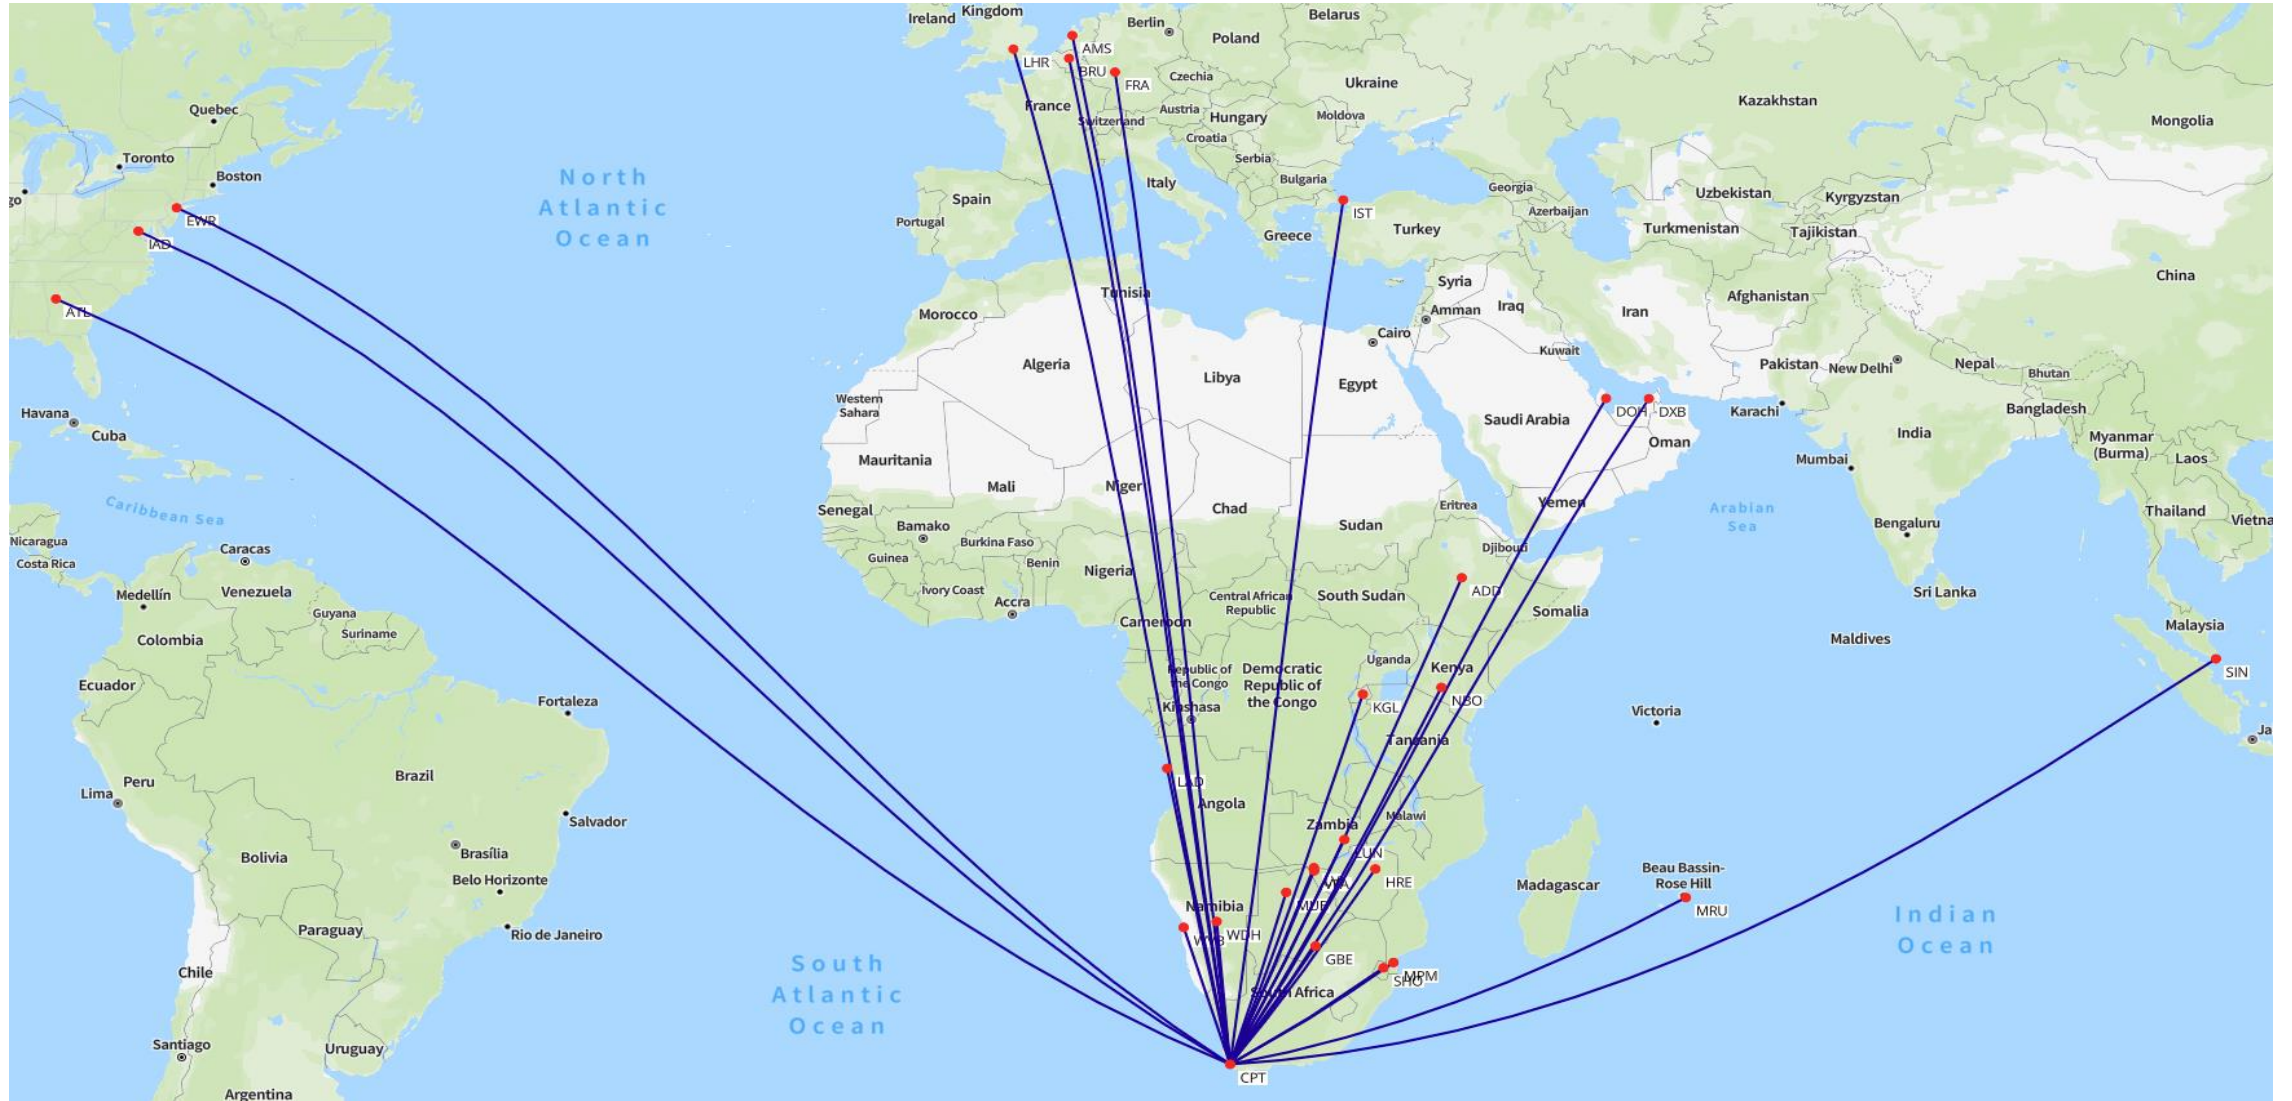 Ireland
Kingdom
Berlin
Belarus
AMS
Poland
LHR
BRU
FRA
Czechia
Ukraine
Kazakhstan
France
Switzerland
Austria
Hungary
Moldova
Mongolia
Quebec
Croatia
Toronto
Boston
Serbia
North
Atlantic
Ocean
Italy
Bulgaria
Georgia
Uzbekistan
Kyrgyzstan
Spain
go
EWR
Portugal
IST
Azerbaijan
Greece
Turkey
Turkmenistan
Tajikistan
IAD
China
Syria
Tunisia
Iraq
Iran
Afghanistan
ATL
Morocco
Amman
Cairo
Kuwait
Algeria
Pakistan
New Delhi
Nepal
Bhutan
Libya
Egypt
Western
Sahara
Havana
Cuba
DOH
DXB
Karachi
Bangladesh
Saudi Arabia
Oman
India
Myanmar
(Burma)
Laos
Mauritania
Mumbai
Mali
Niger
Chad
Yemen
Caribbean Sea
Senegal
Eritrea
Arabian
Sea
Thailand
Vietna
Bamako
Sudan
Bengaluru
Nicaragua
Burkina Faso
Djibouti
Costa Rica
Caracas
Guinea
Benin
Nigeria
Medellín
Venezuela
Ivory Coast
Accra
Central African
Republic
South Sudan
ADD
Sri Lanka
Guyana
Suriname
Cameroon
Somalia
Colombia
Malaysia
Maldives
Republic of
the Congo
Democratic
Republic of
the Congo
Uganda
Kenya
SIN
Ecuador
Fortaleza
Kinshasa
KGL
NBO
Victoria
Ja
Tanzania
Peru
Brazil
LAD
Lima
Angola
Salvador
Zambia
Malawi
Brasília
Bolivia
LUN
Belo Horizonte
HRE
Madagascar
Beau Bassin-
Rose Hill
VFA
MUB
Namibia
MRU
Paraguay
Rio de Janeiro
WVB
WDH
Indian
Ocean
GBE
Chile
South
Atlantic
Ocean
MPM
SHO
South Africa
Santiago
Uruguay
CPT
Argentina